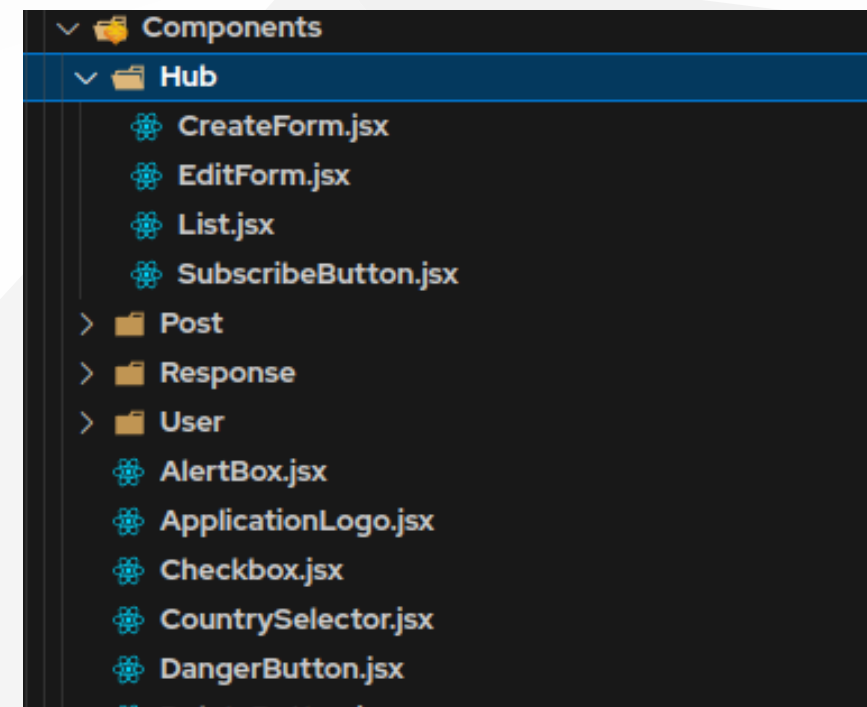 Components
Hub
CreateForm.jsx
EditForm.jsx
List.jsx
SubscribeButton.jsx
Post
Response
User
AlertBox.jsx
ApplicationLogo.jsx
Checkbox.jsx
CountrySelector.jsx
DangerButton.jsx